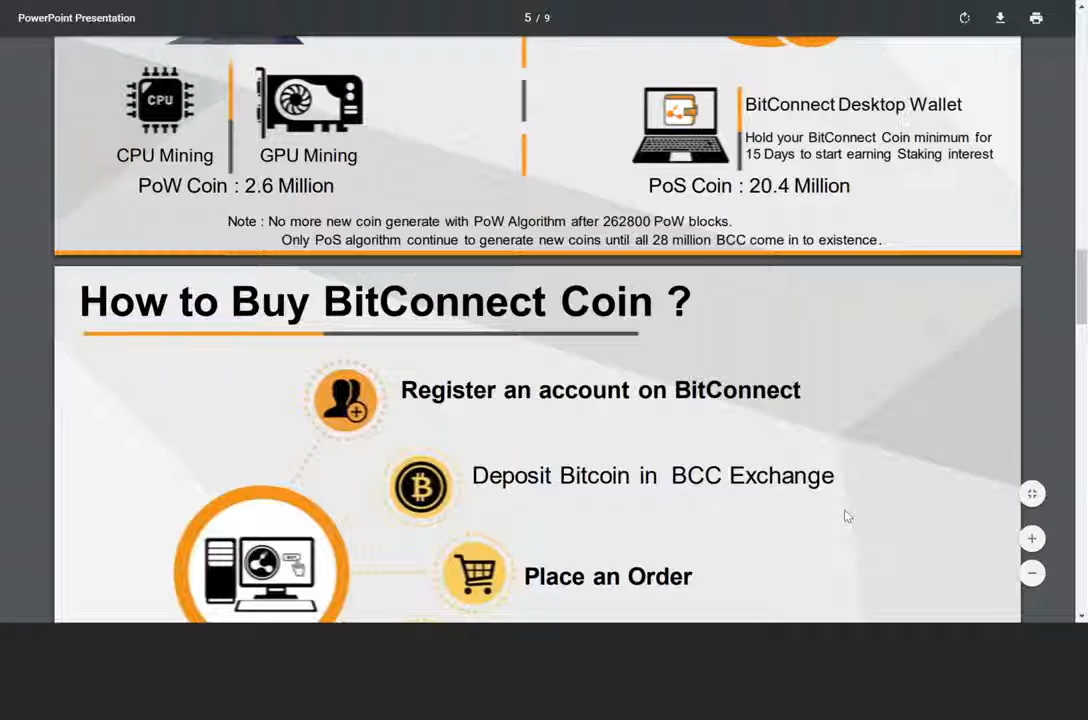 PowerPoint Presentation
5 / 9
CPU
CPU Mining
GPU Mining
PoW Coin : 2.6 Million
BitConnect Desktop Wallet
Hold your BitConnect Coin minimum for
15 Days to start earning Staking interest
PoS Coin : 20.4 Million
Note : No more new coin generate with PoW Algorithm after 262800 PoW blocks.
Only PoS algorithm continue to generate new coins until all 28 million BCC come in to existence.
How to Buy BitConnect Coin ?
Register an account on BitConnect
Deposit Bitcoin in BCC Exchange
Place an Order